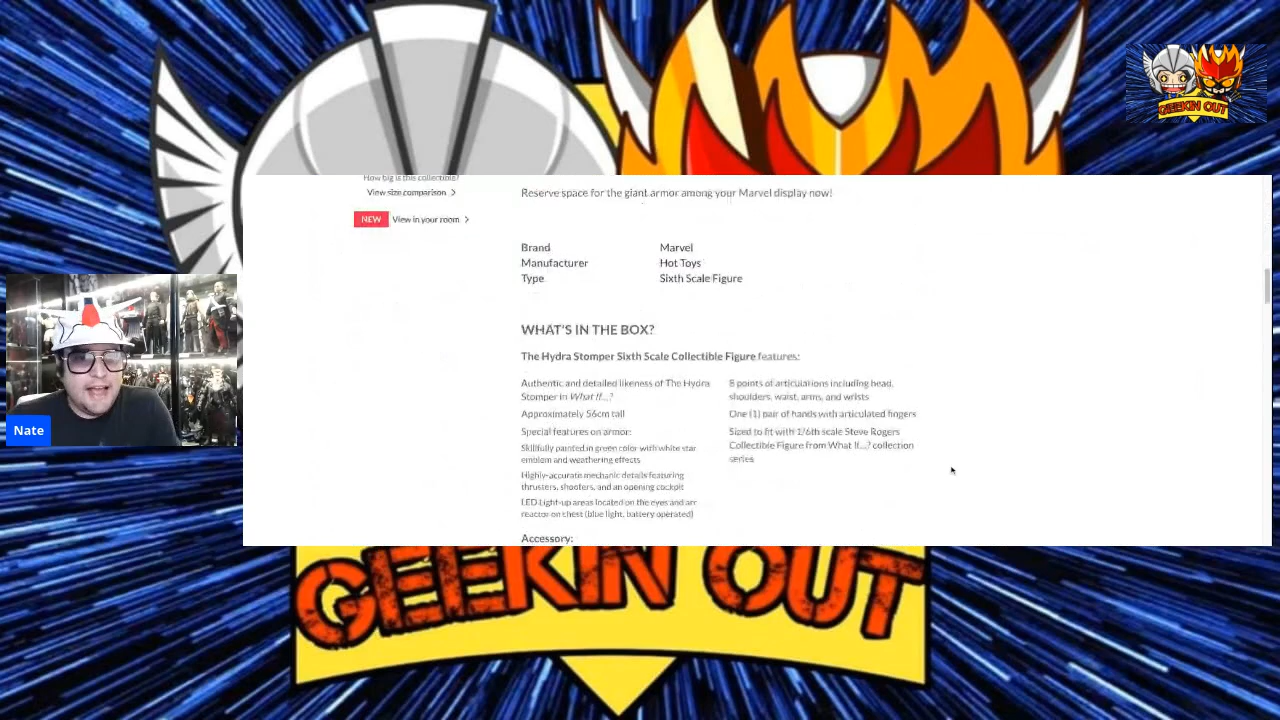 GEEKIN OUT
How big is this collectible?
View size comparison
NEW View in your room
Reserve space for the giant armor among your Marvel display now!
Brand Marvel
Manufacturer Hot Toys
Type Sixth Scale Figure
WHAT'S IN THE BOX?
The Hydra Stomper Sixth Scale Collectible Figure features:
Authentic and detailed likeness of The Hydra
Stomper in What If...?
Approximately 56cm tall
Special features on armor:
Skillfully painted in green color with white star
emblem and weathering effects
Highly-accurate mechanic details featuring
thrusters, shooters, and an opening cockpit
LED Light-up areas located on the eyes and arc
reactor on chest (blue light, battery operated)
Accessory:
8 points of articulations including head,
shoulders, waist, arms, and wrists
One (1) pair of hands with articulated fingers
Sized to fit with 1/6th scale Steve Rogers
Collectible Figure from What If...? collection
series
Nate
GEEKIN OUT